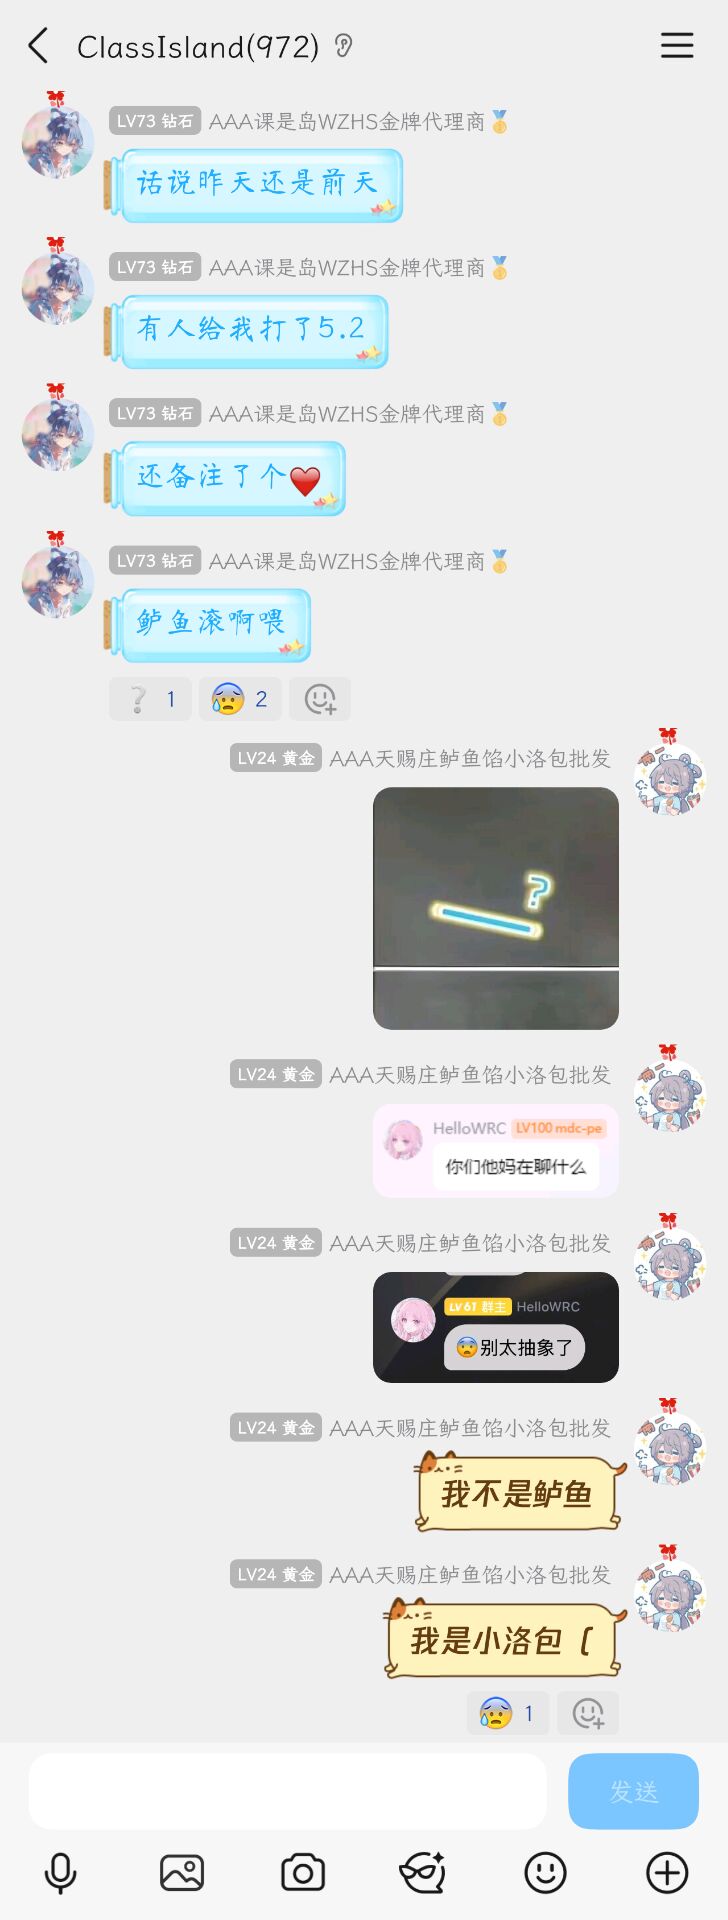 ClassIsland(972)
LV73 钻石 AAA课是岛WZHS金牌代理商🥇
话说昨天还是前天
LV73 钻石 AAA课是岛WZHS金牌代理商🥇
有人给我打了5.2
LV73 钻石 AAA课是岛WZHS金牌代理商🥇
还备注了个❤️
LV73 钻石 AAA课是岛WZHS金牌代理商🥇
鲈鱼滚啊喂
❔ 1 😰 2
LV24 黄金 AAA天赐庄鲈鱼馅小洛包批发
?
LV24 黄金 AAA天赐庄鲈鱼馅小洛包批发
HelloWRC LV100 mdc-pe
你们他妈在聊什么
LV24 黄金 AAA天赐庄鲈鱼馅小洛包批发
LV61 群主 HelloWRC
😨别太抽象了
LV24 黄金 AAA天赐庄鲈鱼馅小洛包批发
我不是鲈鱼
LV24 黄金 AAA天赐庄鲈鱼馅小洛包批发
我是小洛包（
😰 1
发送